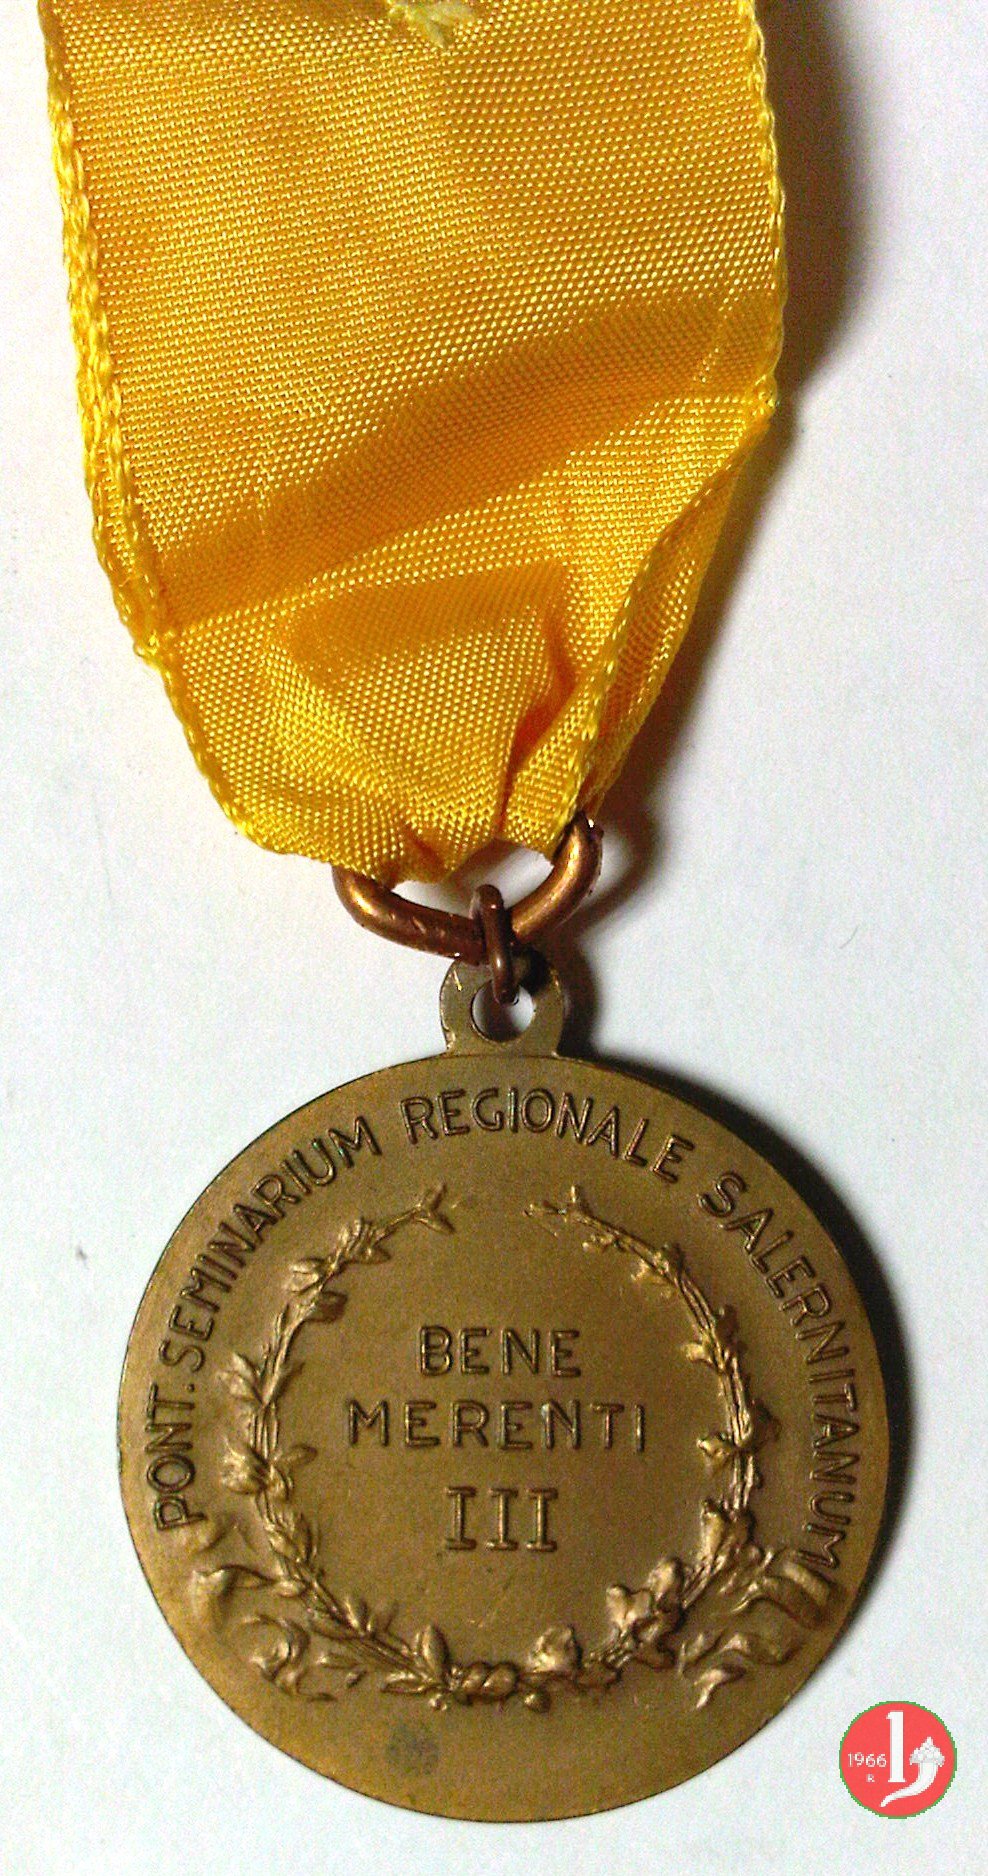 PONT. SEMINARIUM REGIONALE SALERNITANUM
BENE
MERENTI
III
1966
R